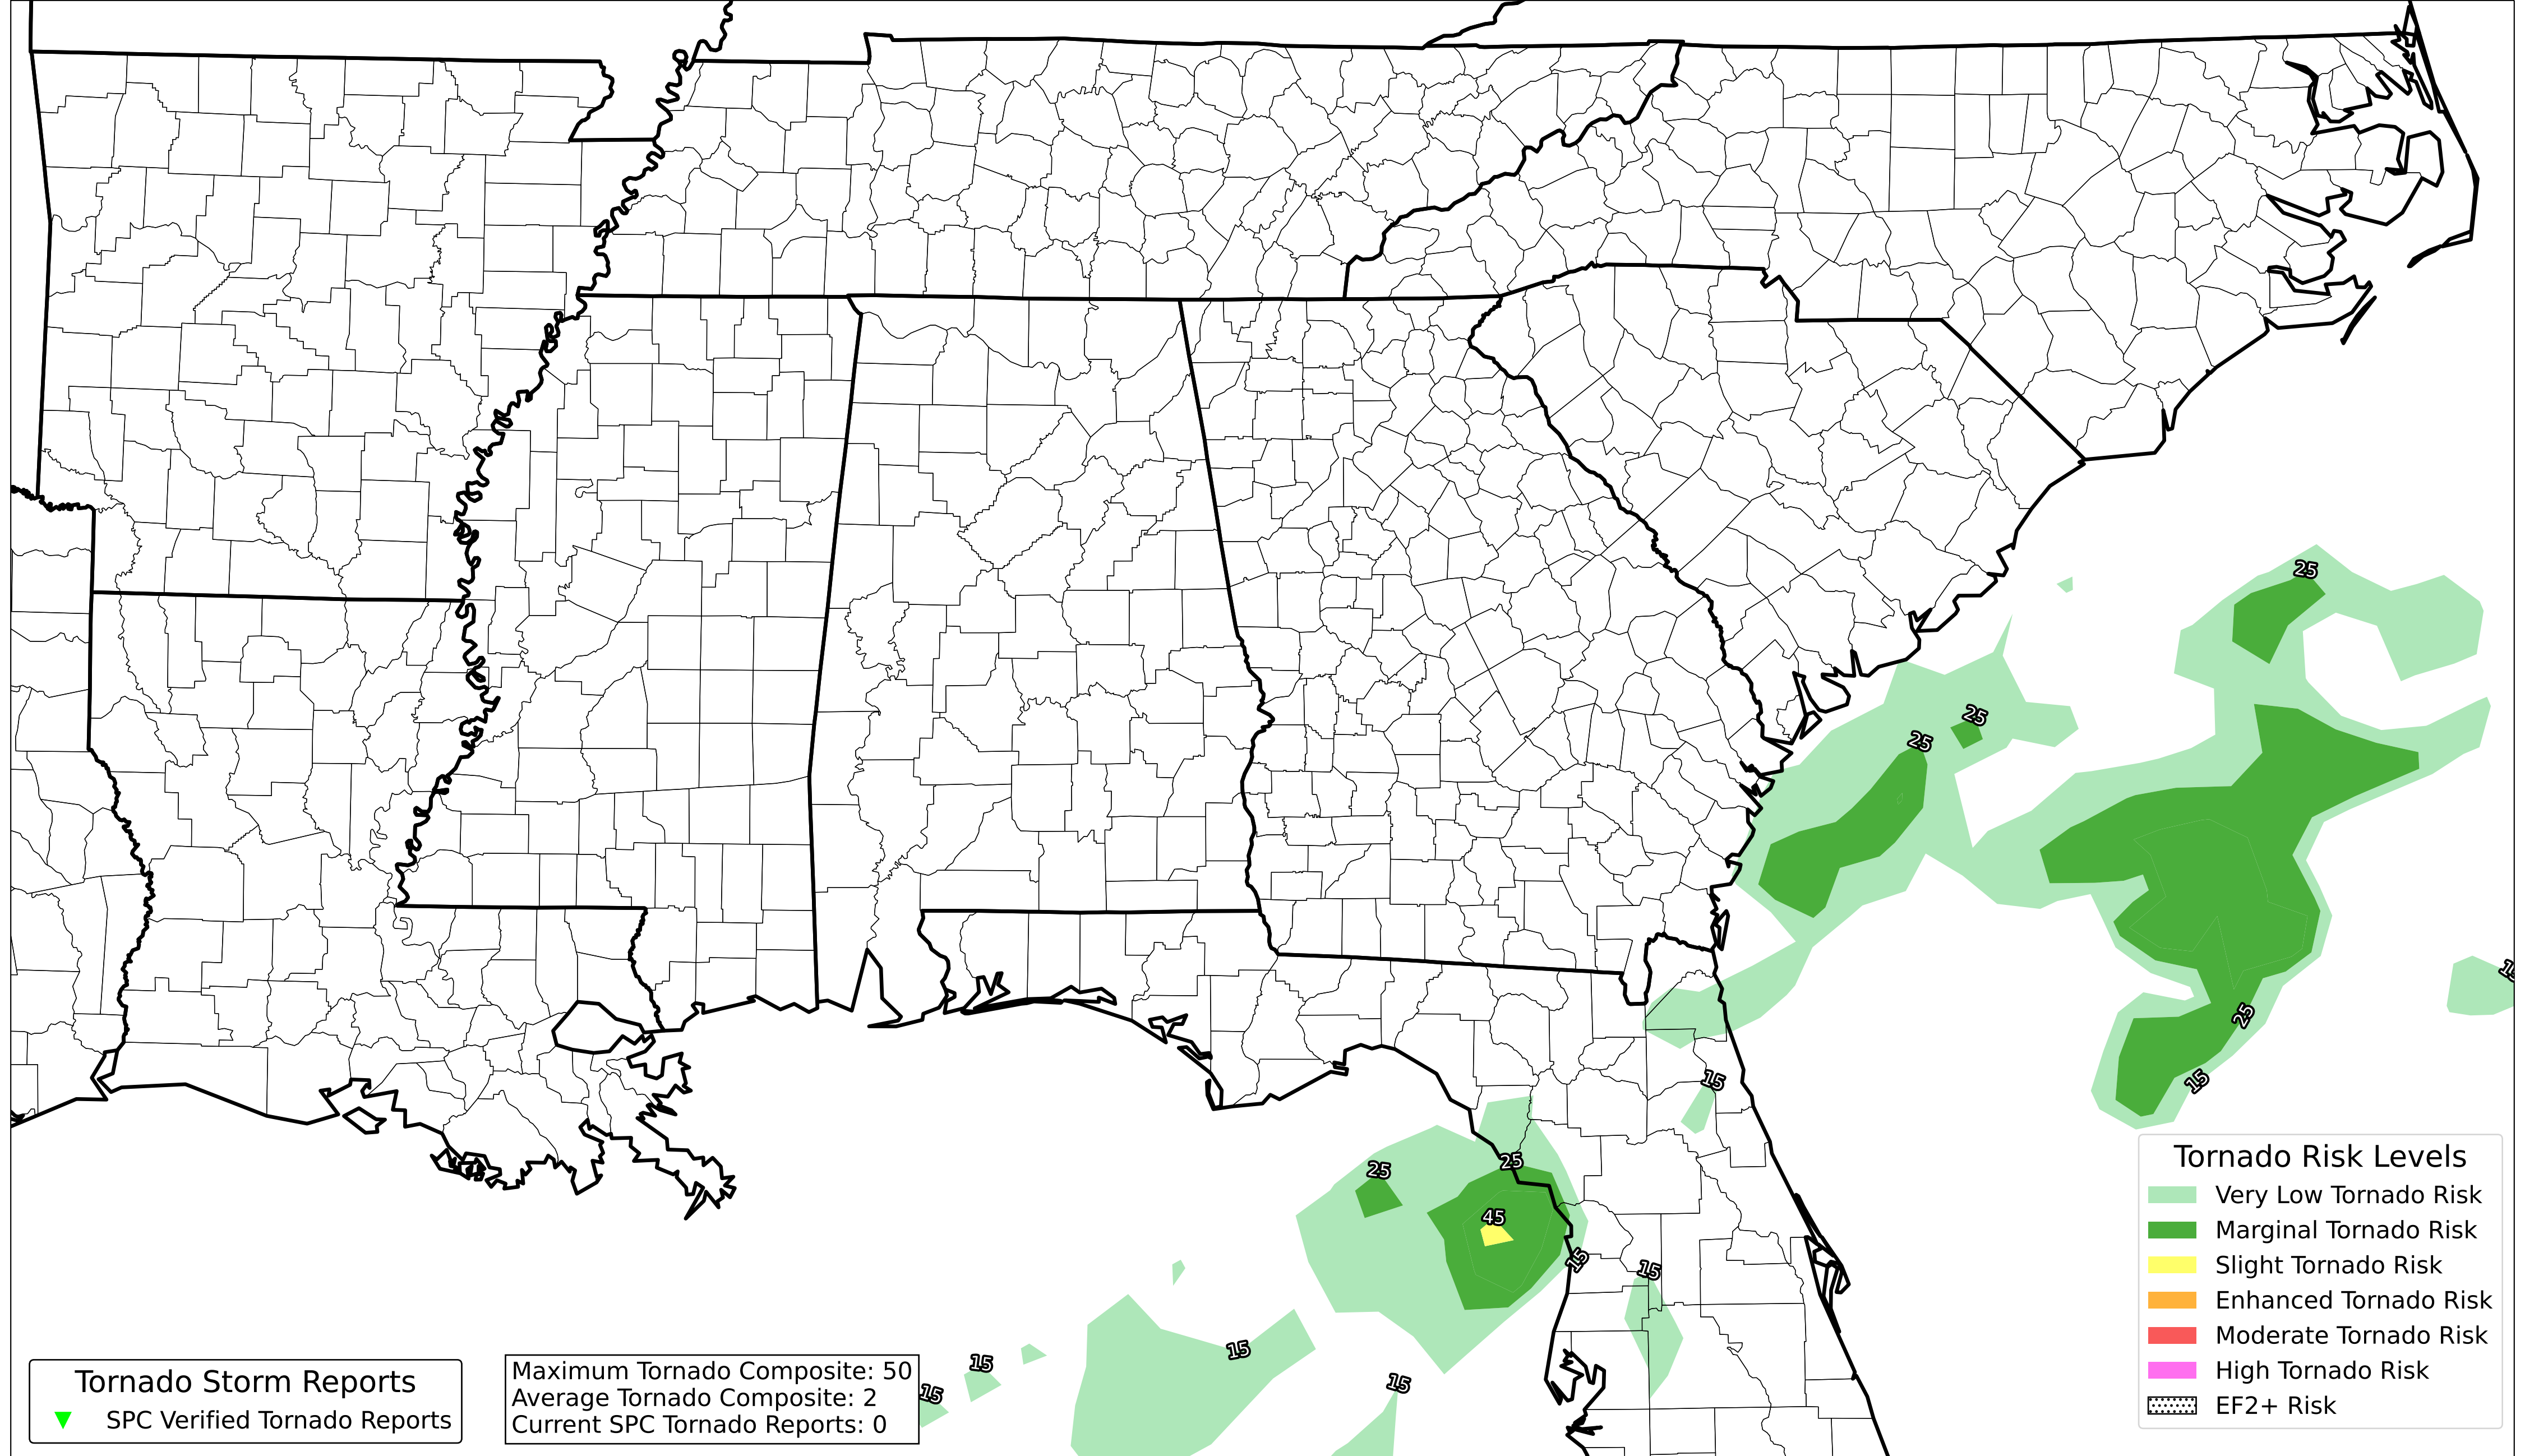 25
25
25
15
25
15
15
25
25
45
15
15
15
15
15
15
Tornado Risk Levels
Very Low Tornado Risk
Marginal Tornado Risk
Slight Tornado Risk
Enhanced Tornado Risk
Moderate Tornado Risk
High Tornado Risk
EF2+ Risk
Tornado Storm Reports
SPC Verified Tornado Reports
Maximum Tornado Composite: 50
Average Tornado Composite: 2
Current SPC Tornado Reports: 0